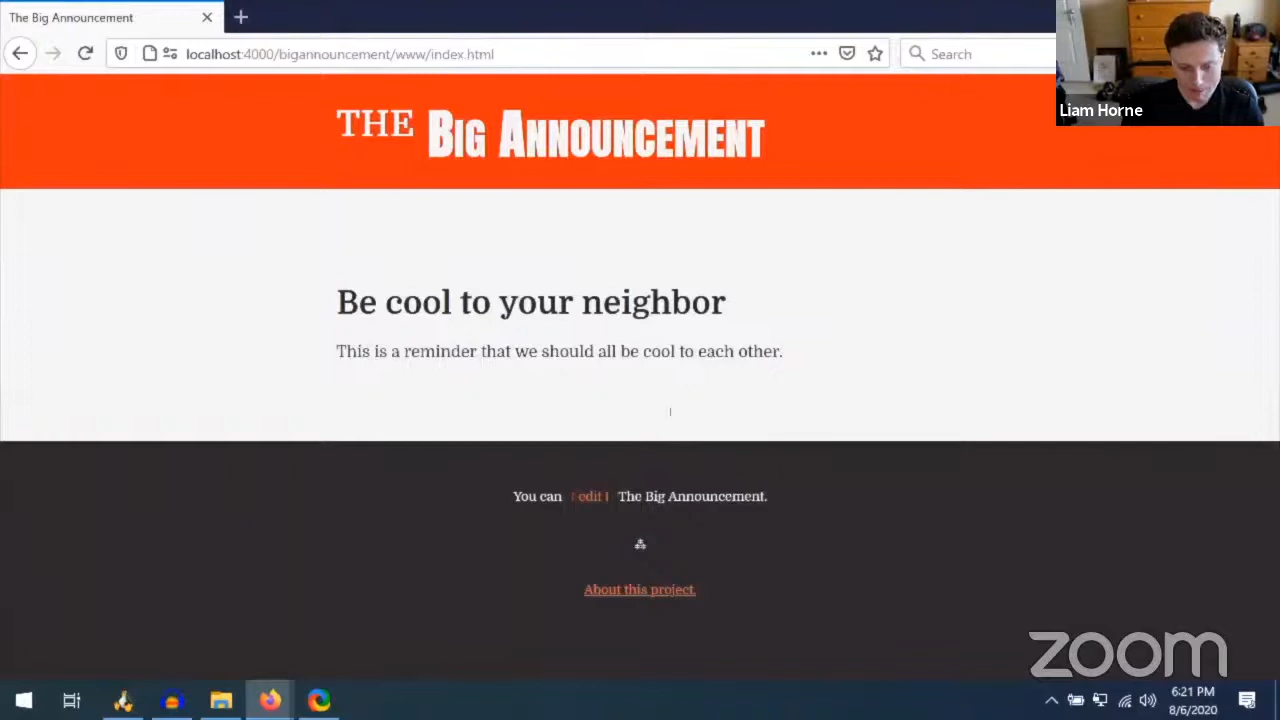 The Big Announcement
localhost:4000/bigannouncement/www/index.html
Search
Liam Horne
THE BIG ANNOUNCEMENT
Be cool to your neighbor
This is a reminder that we should all be cool to each other.
You can [ edit ] The Big Announcement.
About this project.
zoom
6:21 PM
8/6/2020